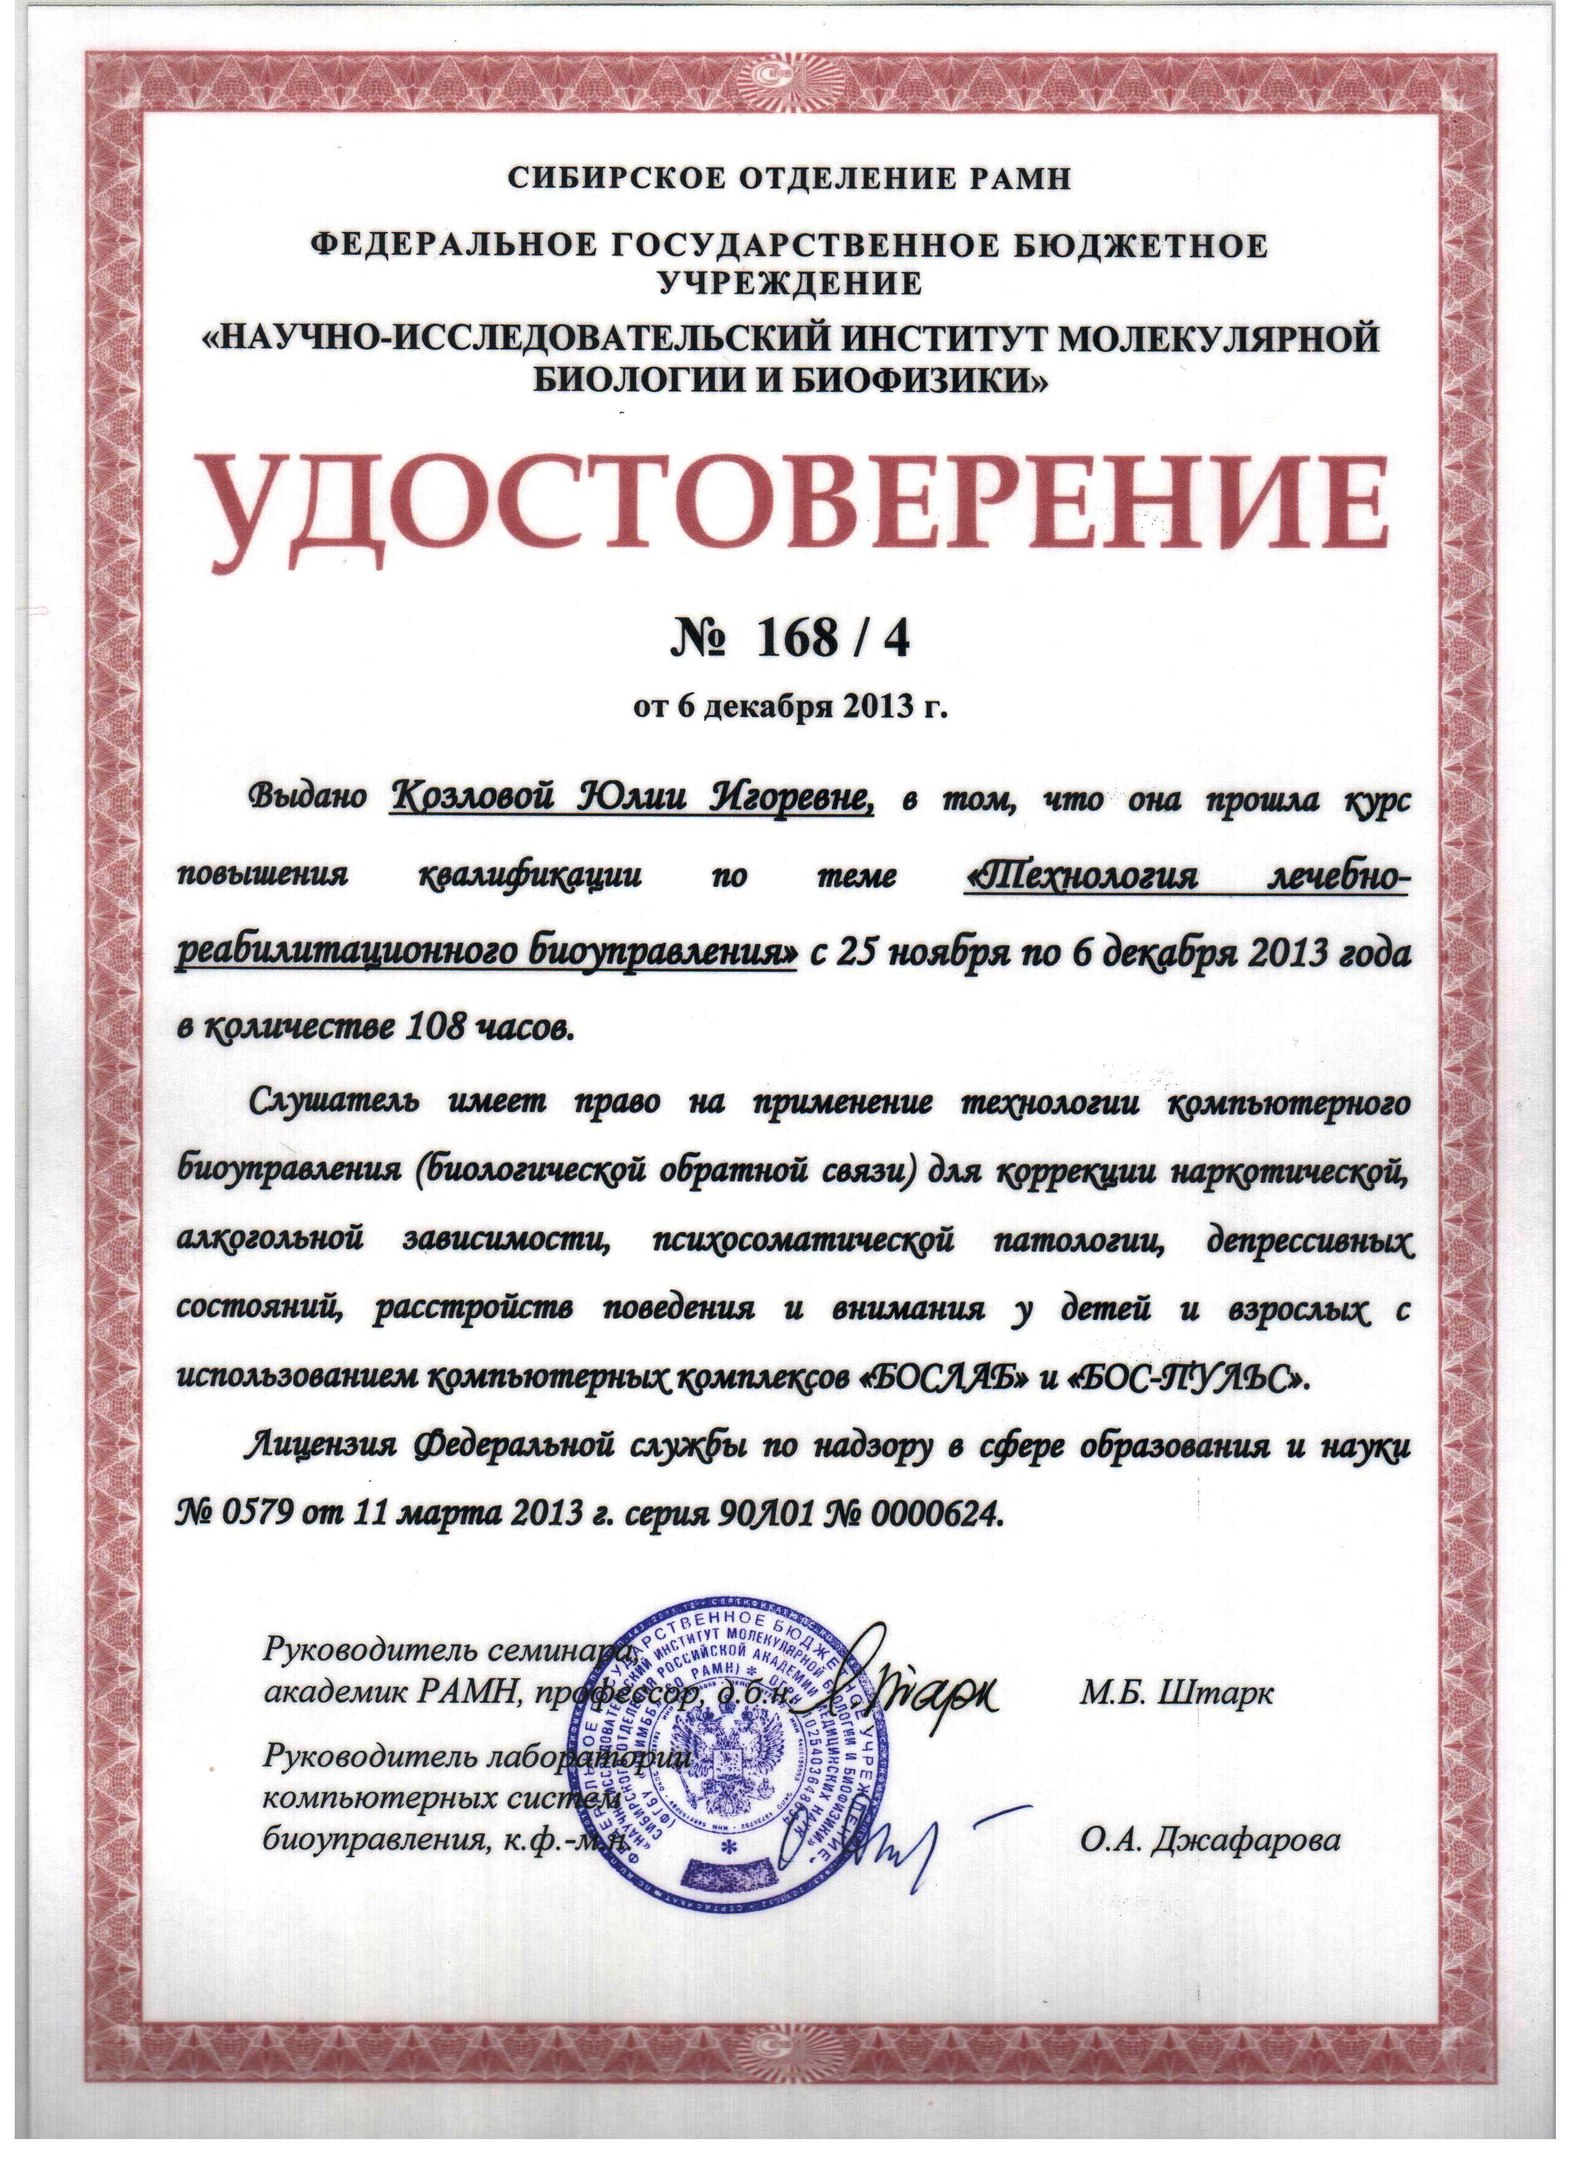 СИБИРСКОЕ ОТДЕЛЕНИЕ РАМН
ФЕДЕРАЛЬНОЕ ГОСУДАРСТВЕННОЕ БЮДЖЕТНОЕ
УЧРЕЖДЕНИЕ
«НАУЧНО-ИССЛЕДОВАТЕЛЬСКИЙ ИНСТИТУТ МОЛЕКУЛЯРНОЙ
БИОЛОГИИ И БИОФИЗИКИ»
УДОСТОВЕРЕНИЕ
№ 168 / 4
от 6 декабря 2013 г.
Выдано Козловой Юлии Игоревне, в том, что она прошла курс
повышения квалификации по теме «Технология лечебно-
реабилитационного биоуправления» с 25 ноября по 6 декабря 2013 года
в количестве 108 часов.
Слушатель имеет право на применение технологии компьютерного
биоуправления (биологической обратной связи) для коррекции наркотической,
алкогольной зависимости, психосоматической патологии, депрессивных
состояний, расстройств поведения и внимания у детей и взрослых с
использованием компьютерных комплексов «БОСЛАБ» и «БОС-ПУЛЬС».
Лицензия Федеральной службы по надзору в сфере образования и науки
№ 0579 от 11 марта 2013 г. серия 90Л01 № 0000624.
Руководитель семинара,
академик РАМН, профессор, д.б.н. Штарк М.Б. Штарк
Руководитель лаборатории
компьютерных систем
биоуправления, к.ф.-м.н. О.А. Джафарова
ФЕДЕРАЛЬНОЕ ГОСУДАРСТВЕННОЕ БЮДЖЕТНОЕ УЧРЕЖДЕНИЕ
«НАУЧНО-ИССЛЕДОВАТЕЛЬСКИЙ ИНСТИТУТ МОЛЕКУЛЯРНОЙ БИОЛОГИИ И БИОФИЗИКИ»
СИБИРСКОГО ОТДЕЛЕНИЯ РОССИЙСКОЙ АКАДЕМИИ МЕДИЦИНСКИХ НАУК